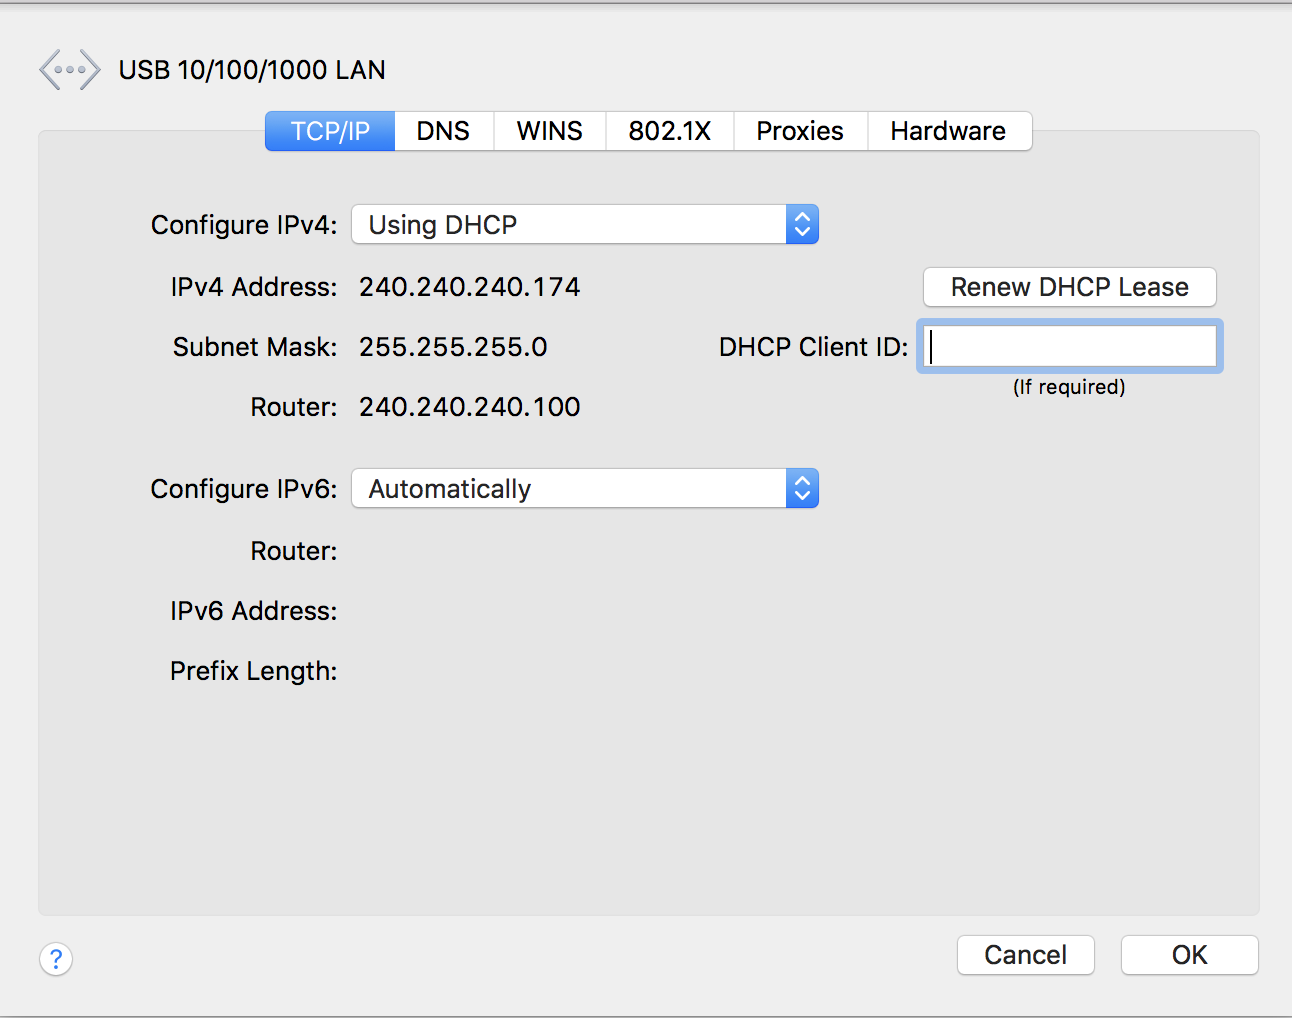 USB 10/100/1000 LAN
TCP/IP DNS WINS 802.1X Proxies Hardware
Configure IPv4: Using DHCP
IPv4 Address: 240.240.240.174 Renew DHCP Lease
Subnet Mask: 255.255.255.0 DHCP Client ID:
(If required)
Router: 240.240.240.100
Configure IPv6: Automatically
Router:
IPv6 Address:
Prefix Length:
? Cancel OK